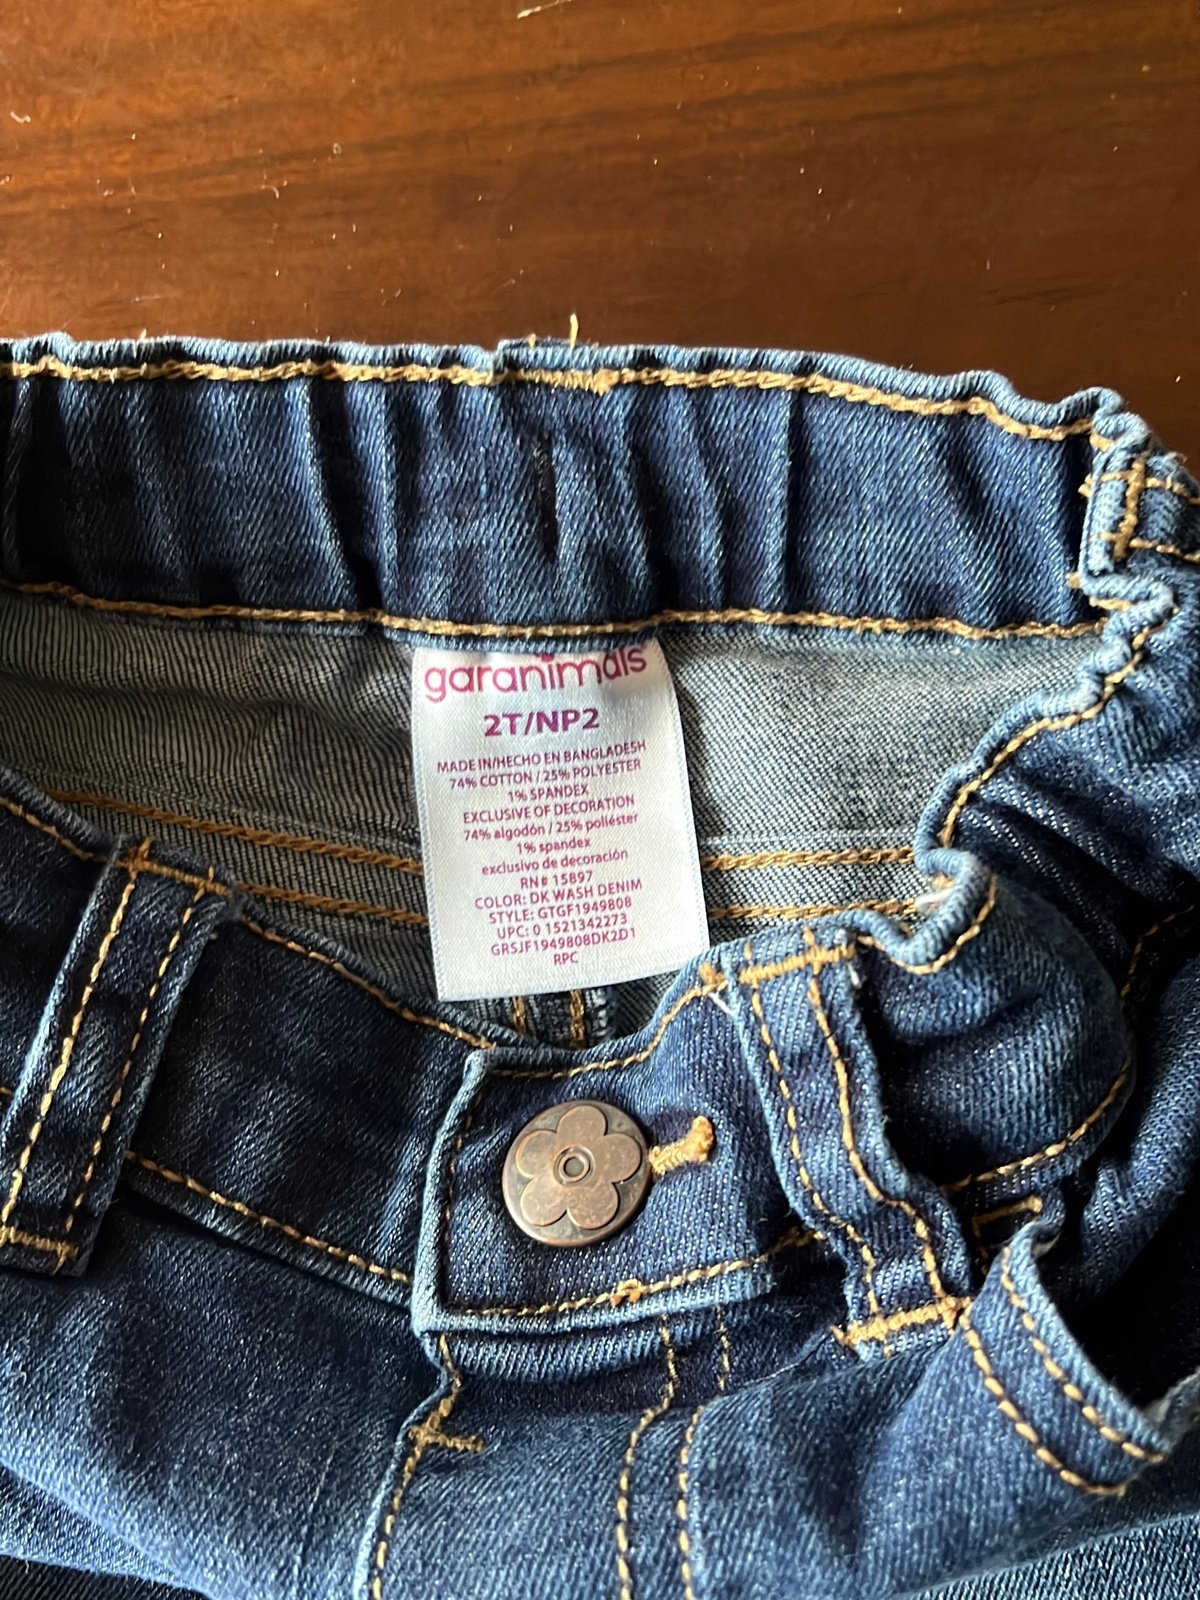 garanimals
2T/NP2
MADE IN/HECHO EN BANGLADESH
74% COTTON / 25% POLYESTER
1% SPANDEX
EXCLUSIVE OF DECORATION
74% algodón / 25% poliéster
1% spandex
exclusivo de decoración
RN# 15897
COLOR: DK WASH DENIM
STYLE: GTGF1949808
UPC: 0 1521342273
GRSJF1949808DK2D1
RPC